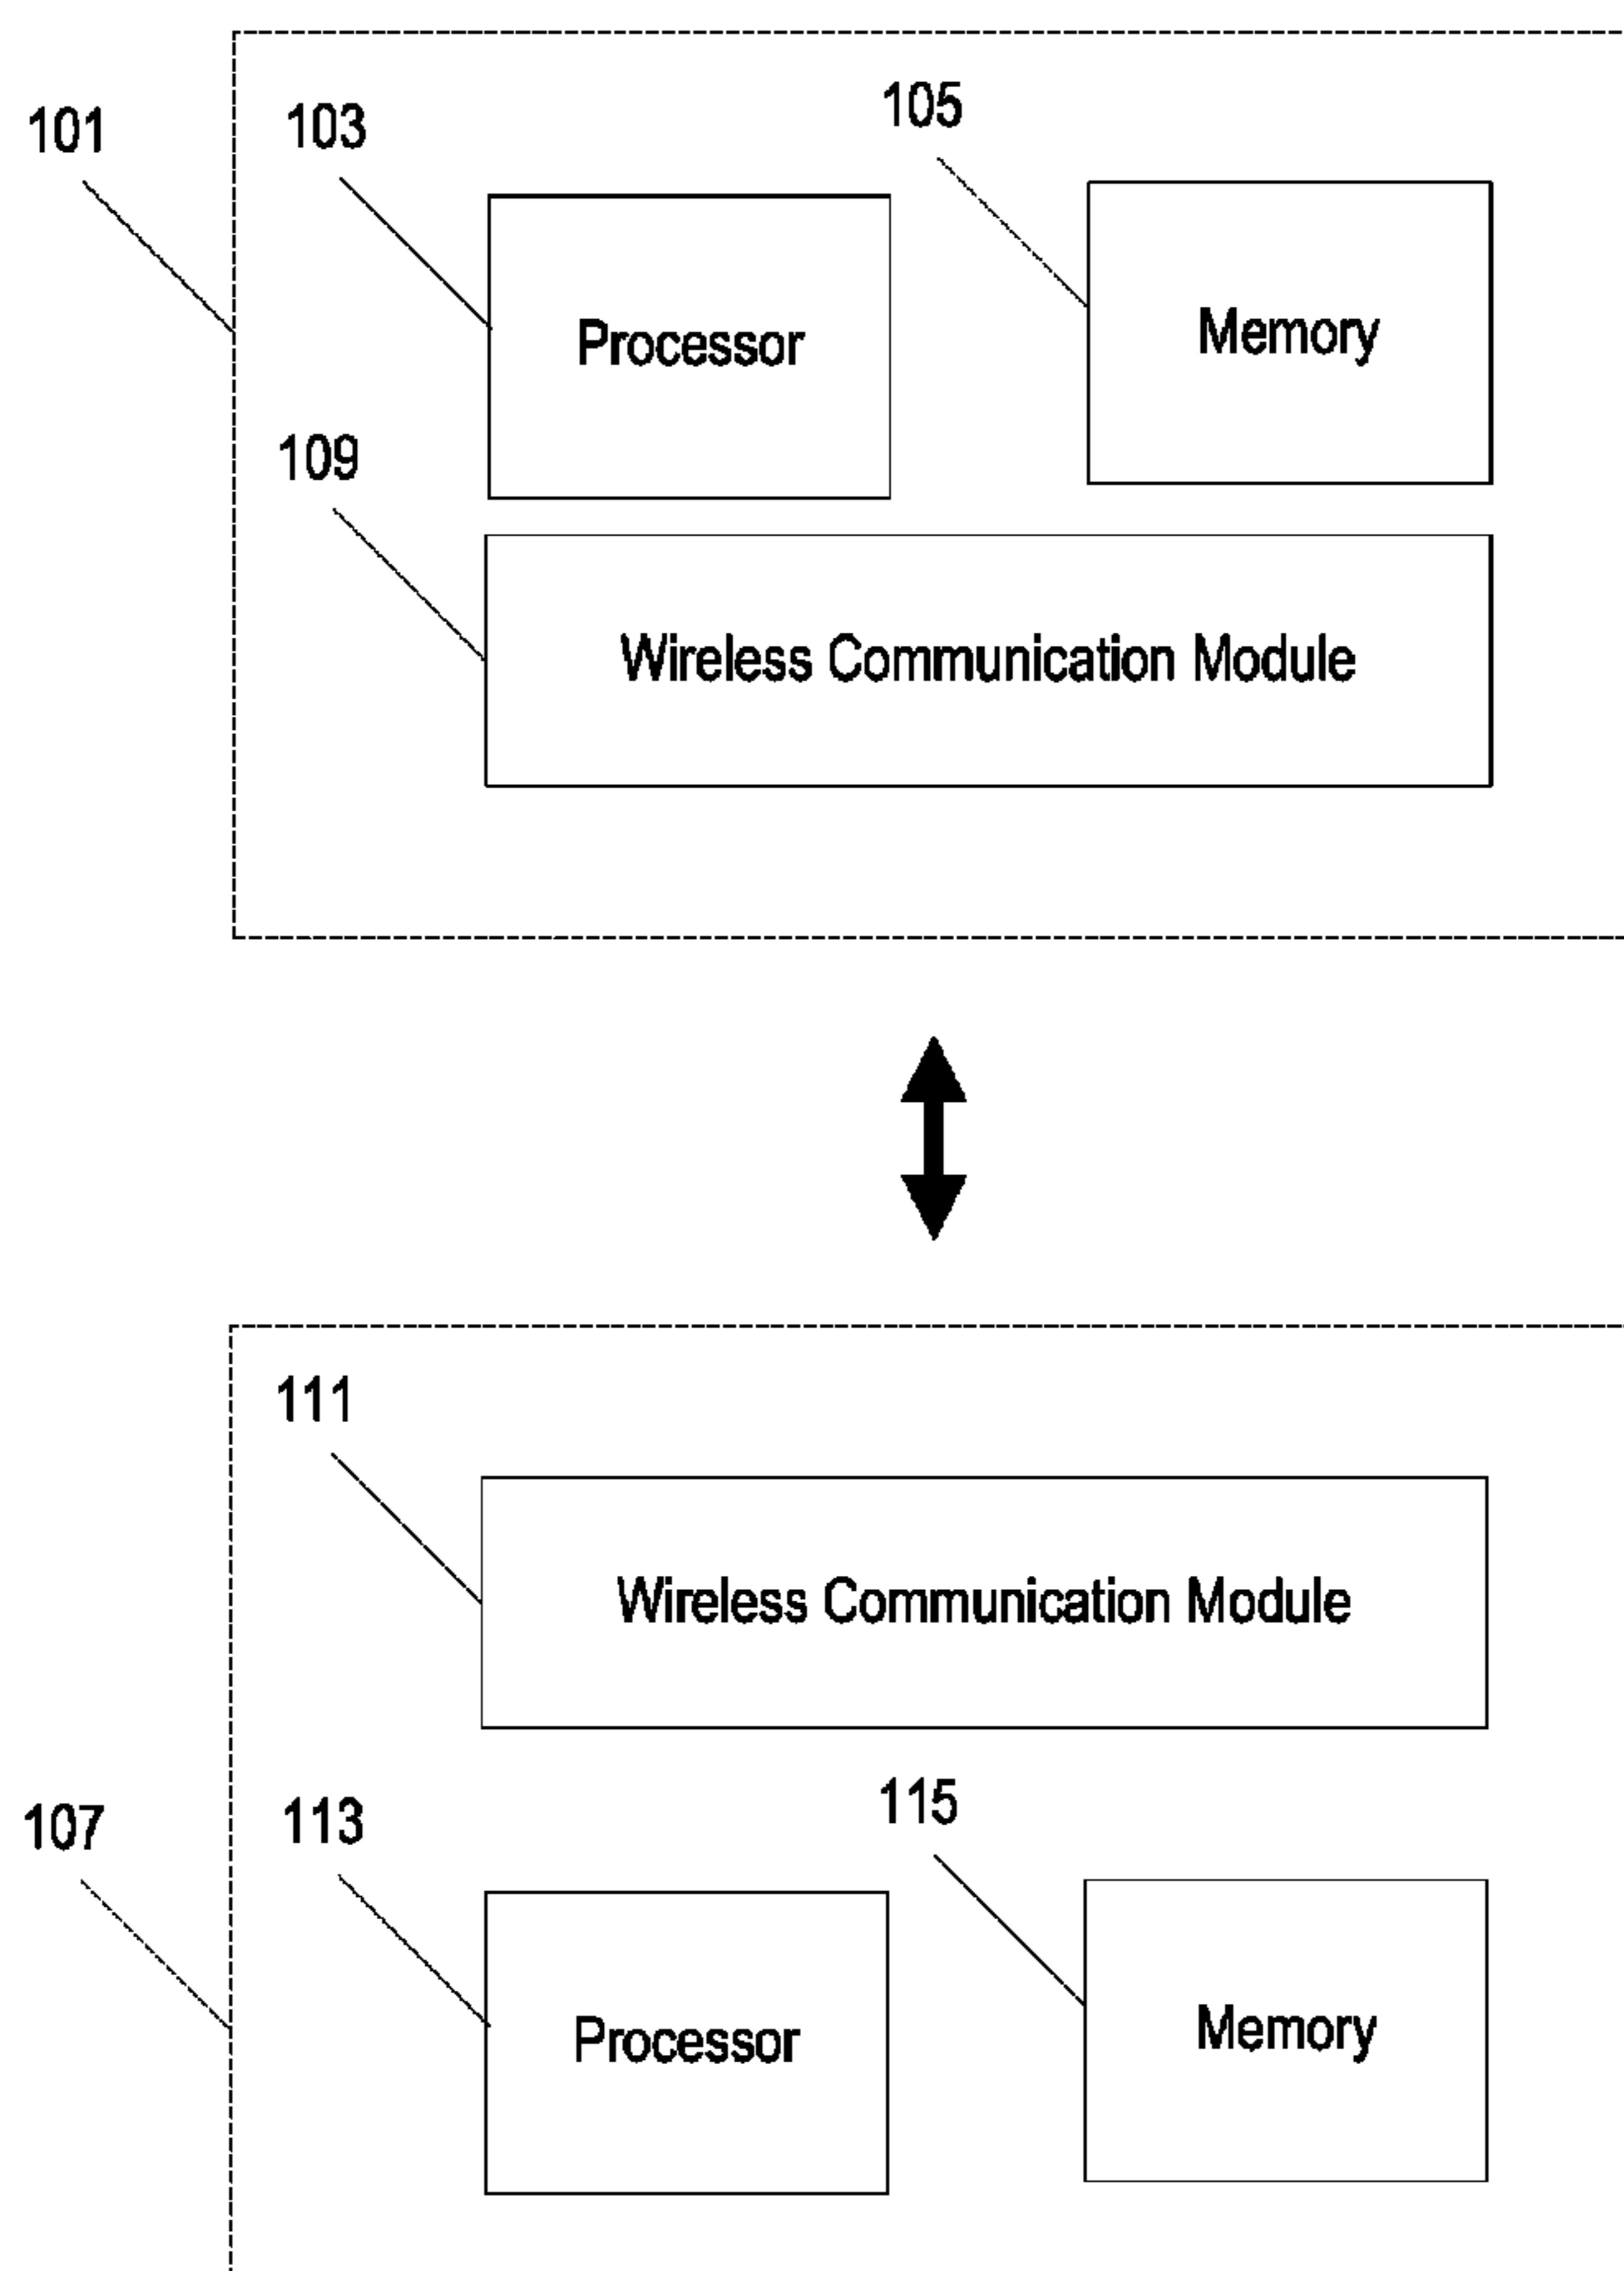 101
103
105
Processor
Memory
109
Wireless Communication Module
111
Wireless Communication Module
107
113
115
Processor
Memory